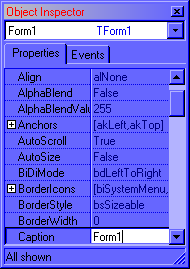 Object Inspector
Form1 TForm1
Properties Events
Align alNone
AlphaBlend False
AlphaBlendValu 255
Anchors [akLeft,akTop]
AutoScroll True
AutoSize False
BiDiMode bdLeftToRight
BorderIcons [biSystemMenu,
BorderStyle bsSizeable
BorderWidth 0
Caption Form1
All shown